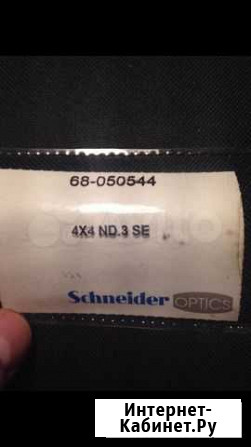 68-050544
4X4 ND.3 SE
Schneider OPTICS
Интернет-
Кабинет.Ру